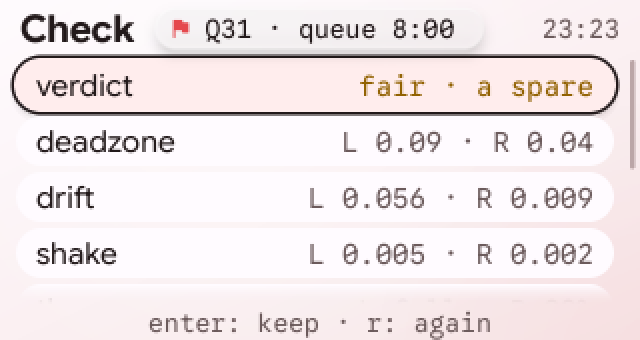 Check Q31 · queue 8:00 23:23
verdict fair · a spare
deadzone L 0.09 · R 0.04
drift L 0.056 · R 0.009
shake L 0.005 · R 0.002
enter: keep · r: again